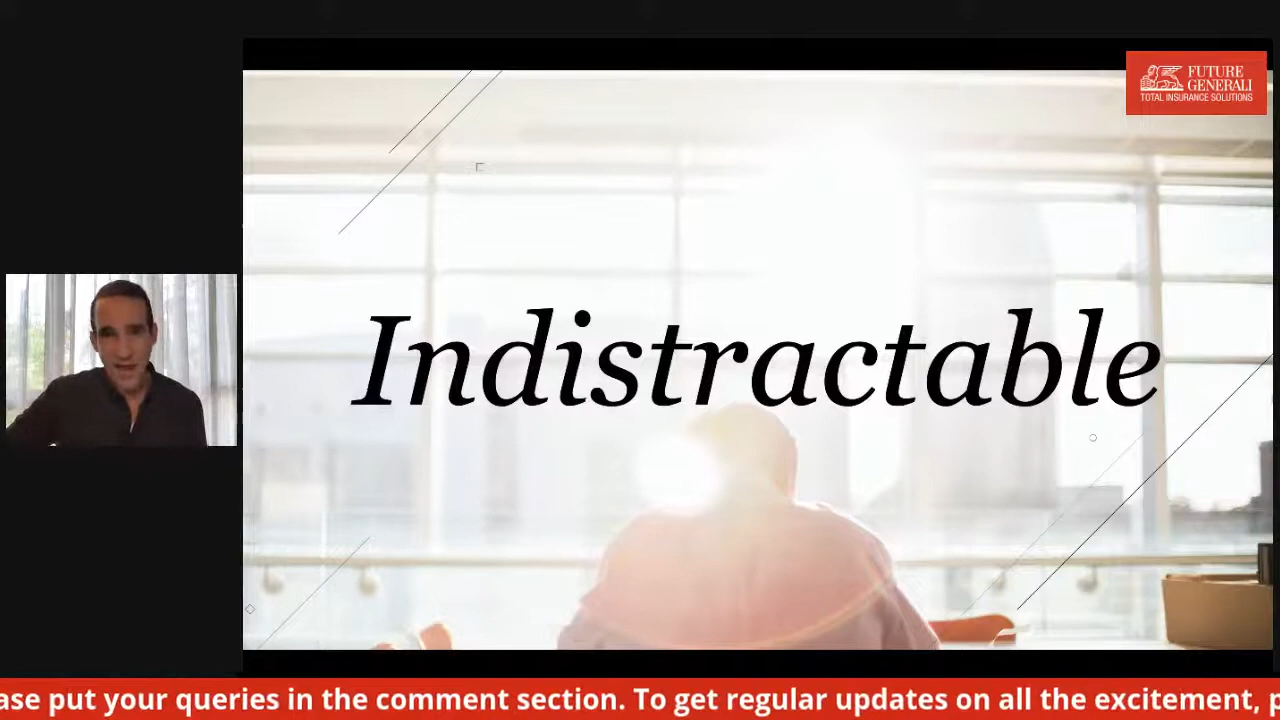 FUTURE
GENERALI
TOTAL INSURANCE SOLUTIONS
Indistractable
put your queries in the comment section. To get regular updates on all the excitement,